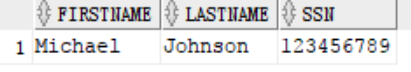 FIRSTNAME LASTNAME SSN
1 Michael Johnson 123456789